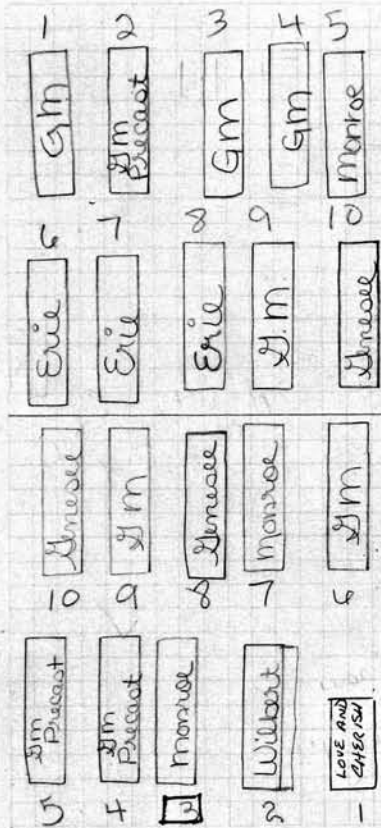 1 2 3 4 5
GM
Gm
Precast
GM
GM
monroe
6 7 8 9 10
Erie
Erie
Erie
G.M.
Genesee
Genesee
GM
Genesee
monroe
GM
10 9 8 7 6
Gm
Precast
Gm
Precast
monroe
Wilbert
LOVE AND
CHERISH
5 4 3 2 1